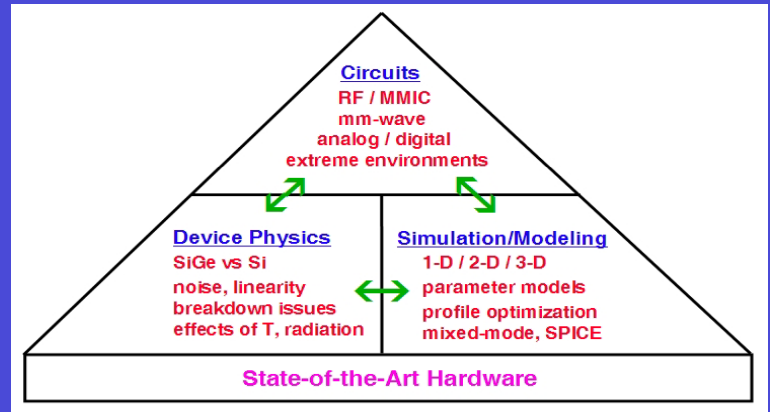 Circuits
RF / MMIC
mm-wave
analog / digital
extreme environments
Device Physics
SiGe vs Si
noise, linearity
breakdown issues
effects of T, radiation
Simulation/Modeling
1-D / 2-D / 3-D
parameter models
profile optimization
mixed-mode, SPICE
State-of-the-Art Hardware